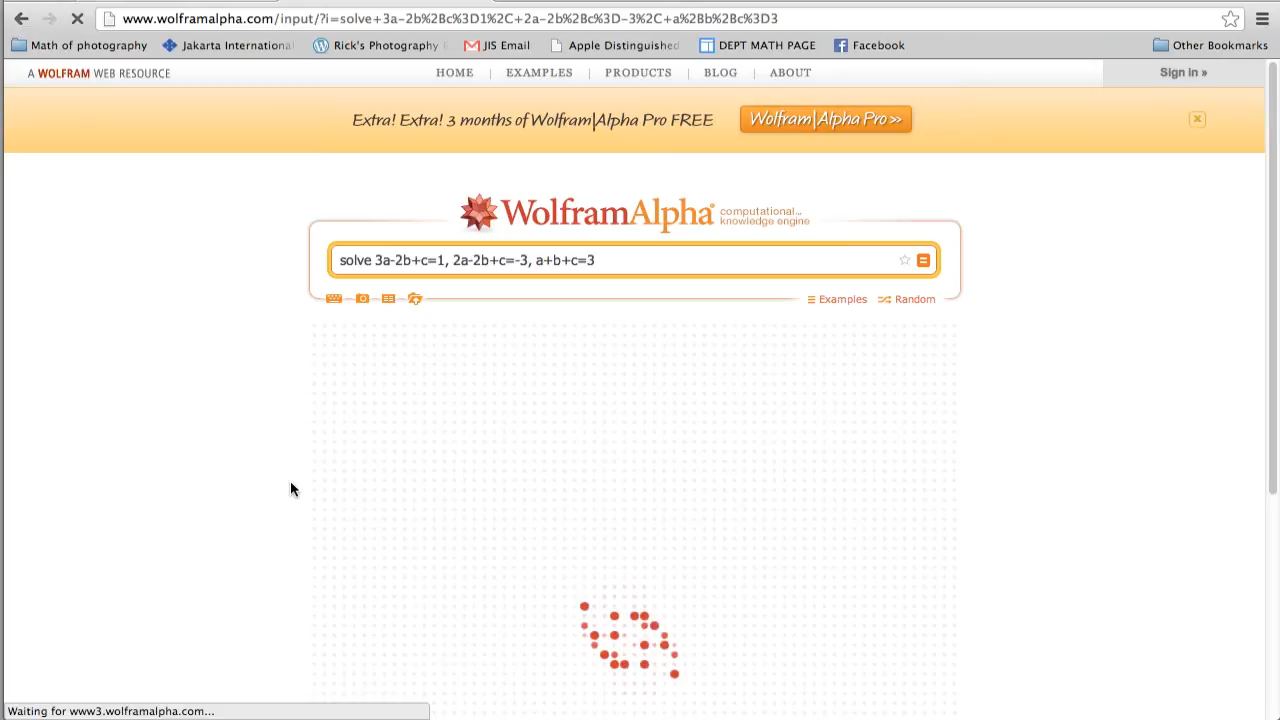 www.wolframalpha.com/input/?i=solve+3a-2b%2Bc%3D1%2C+2a-2b%2Bc%3D-3%2C+a%2Bb%2Bc%3D3
Math of photography Jakarta International Rick's Photography JIS Email Apple Distinguished DEPT MATH PAGE Facebook Other Bookmarks
A WOLFRAM WEB RESOURCE HOME | EXAMPLES | PRODUCTS | BLOG | ABOUT Sign in »
Extra! Extra! 3 months of Wolfram|Alpha Pro FREE Wolfram|Alpha Pro >>
WolframAlpha computational... knowledge engine
solve 3a-2b+c=1, 2a-2b+c=-3, a+b+c=3
Examples Random
Waiting for www3.wolframalpha.com...